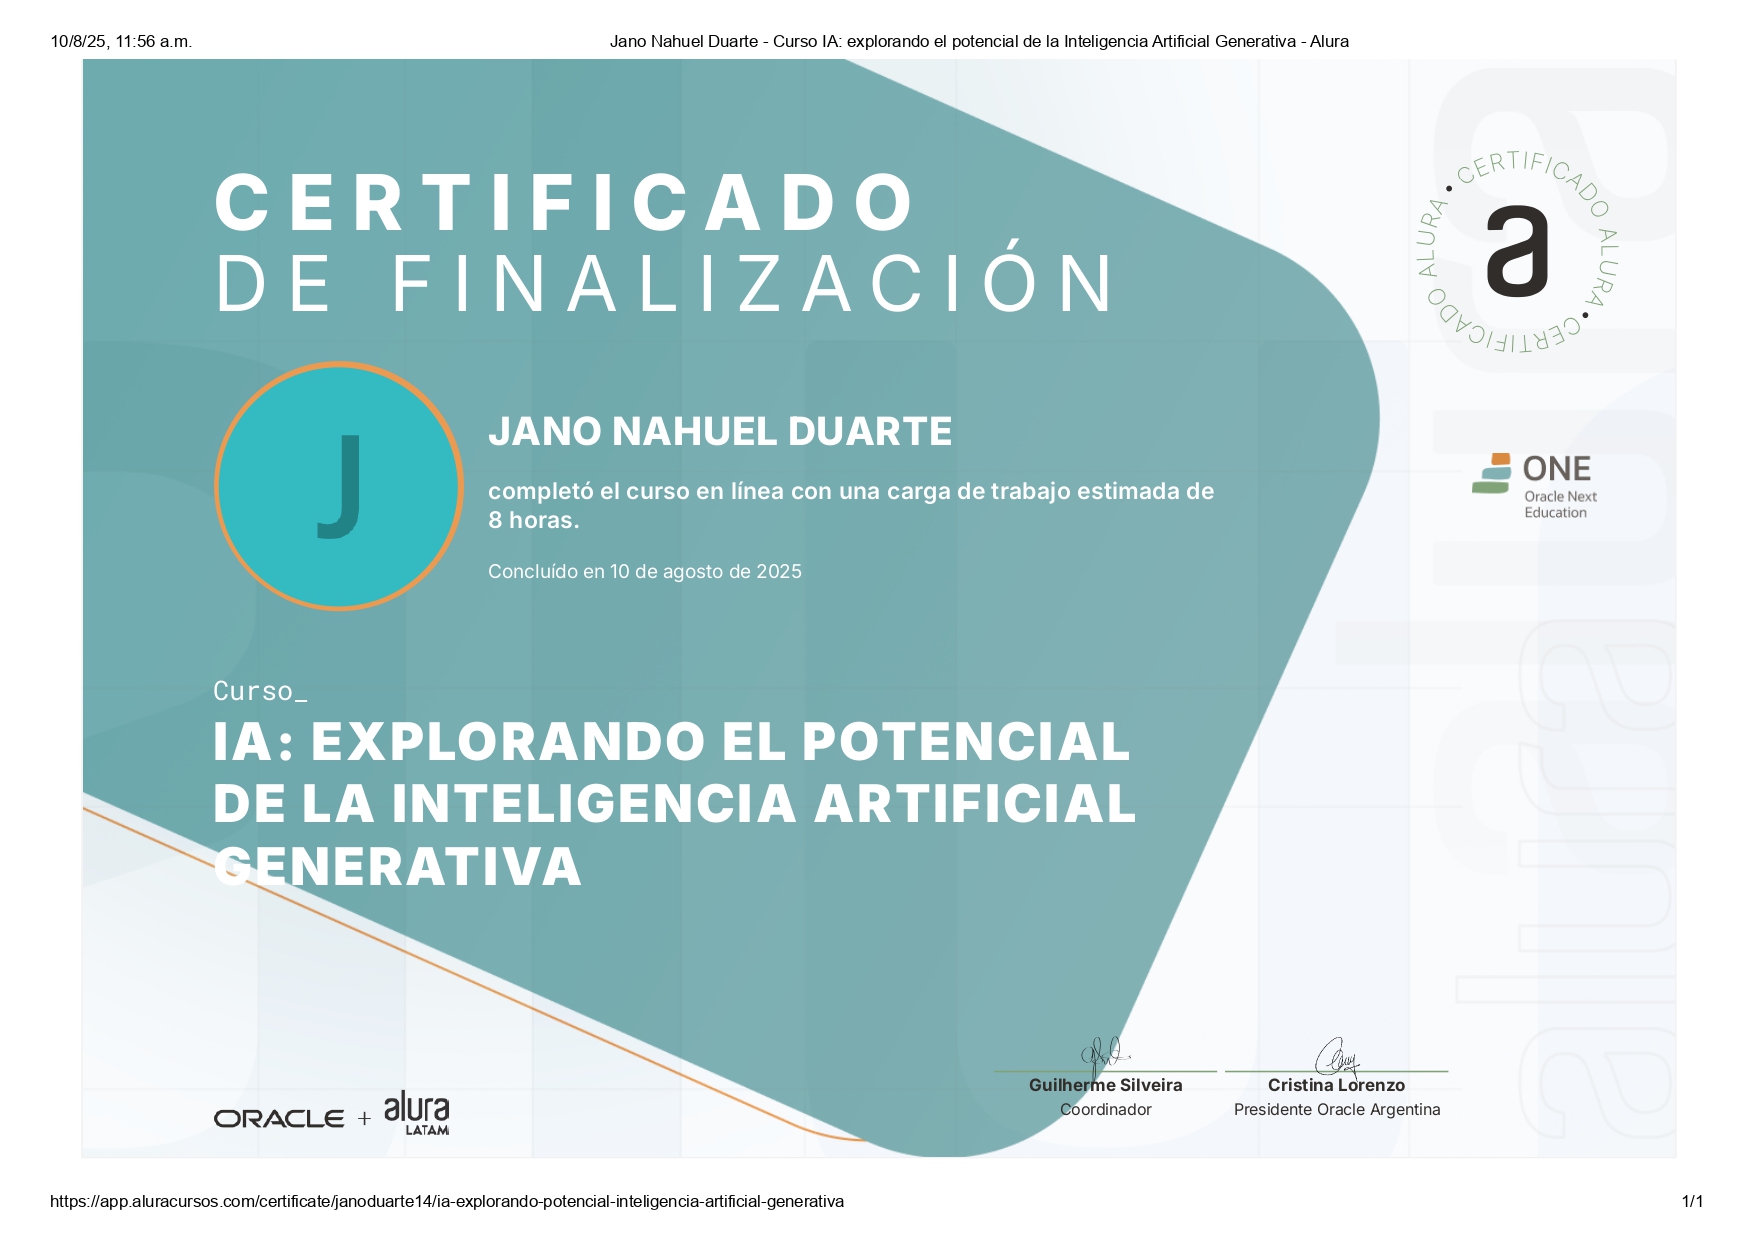 10/8/25, 11:56 a.m.
Jano Nahuel Duarte - Curso IA: explorando el potencial de la Inteligencia Artificial Generativa - Alura
CERTIFICADO
DE FINALIZACIÓN
• CERTIFICADO ALURA • CERTIFICADO ALURA
a
J
JANO NAHUEL DUARTE
completó el curso en línea con una carga de trabajo estimada de
8 horas.
Concluído en 10 de agosto de 2025
ONE
Oracle Next
Education
Curso_
IA: EXPLORANDO EL POTENCIAL
DE LA INTELIGENCIA ARTIFICIAL
GENERATIVA
alura
alura
Guilherme Silveira
Coordinador
Cristina Lorenzo
Presidente Oracle Argentina
ORACLE + alura
LATAM
https://app.aluracursos.com/certificate/janoduarte14/ia-explorando-potencial-inteligencia-artificial-generativa
1/1